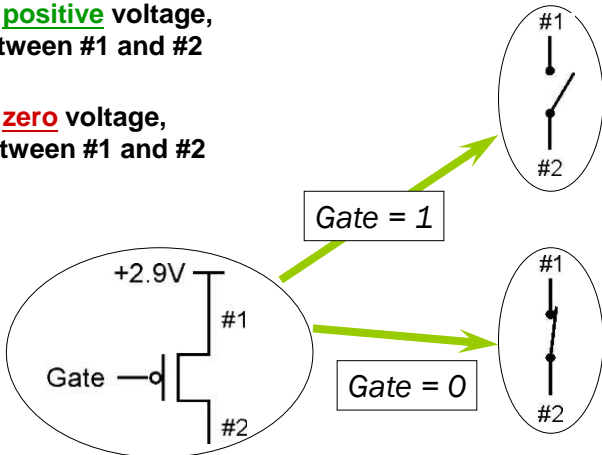 positive voltage,
tween #1 and #2
zero voltage,
tween #1 and #2
#1
#2
Gate = 1
+2.9V
#1
Gate
#2
#1
Gate = 0
#2